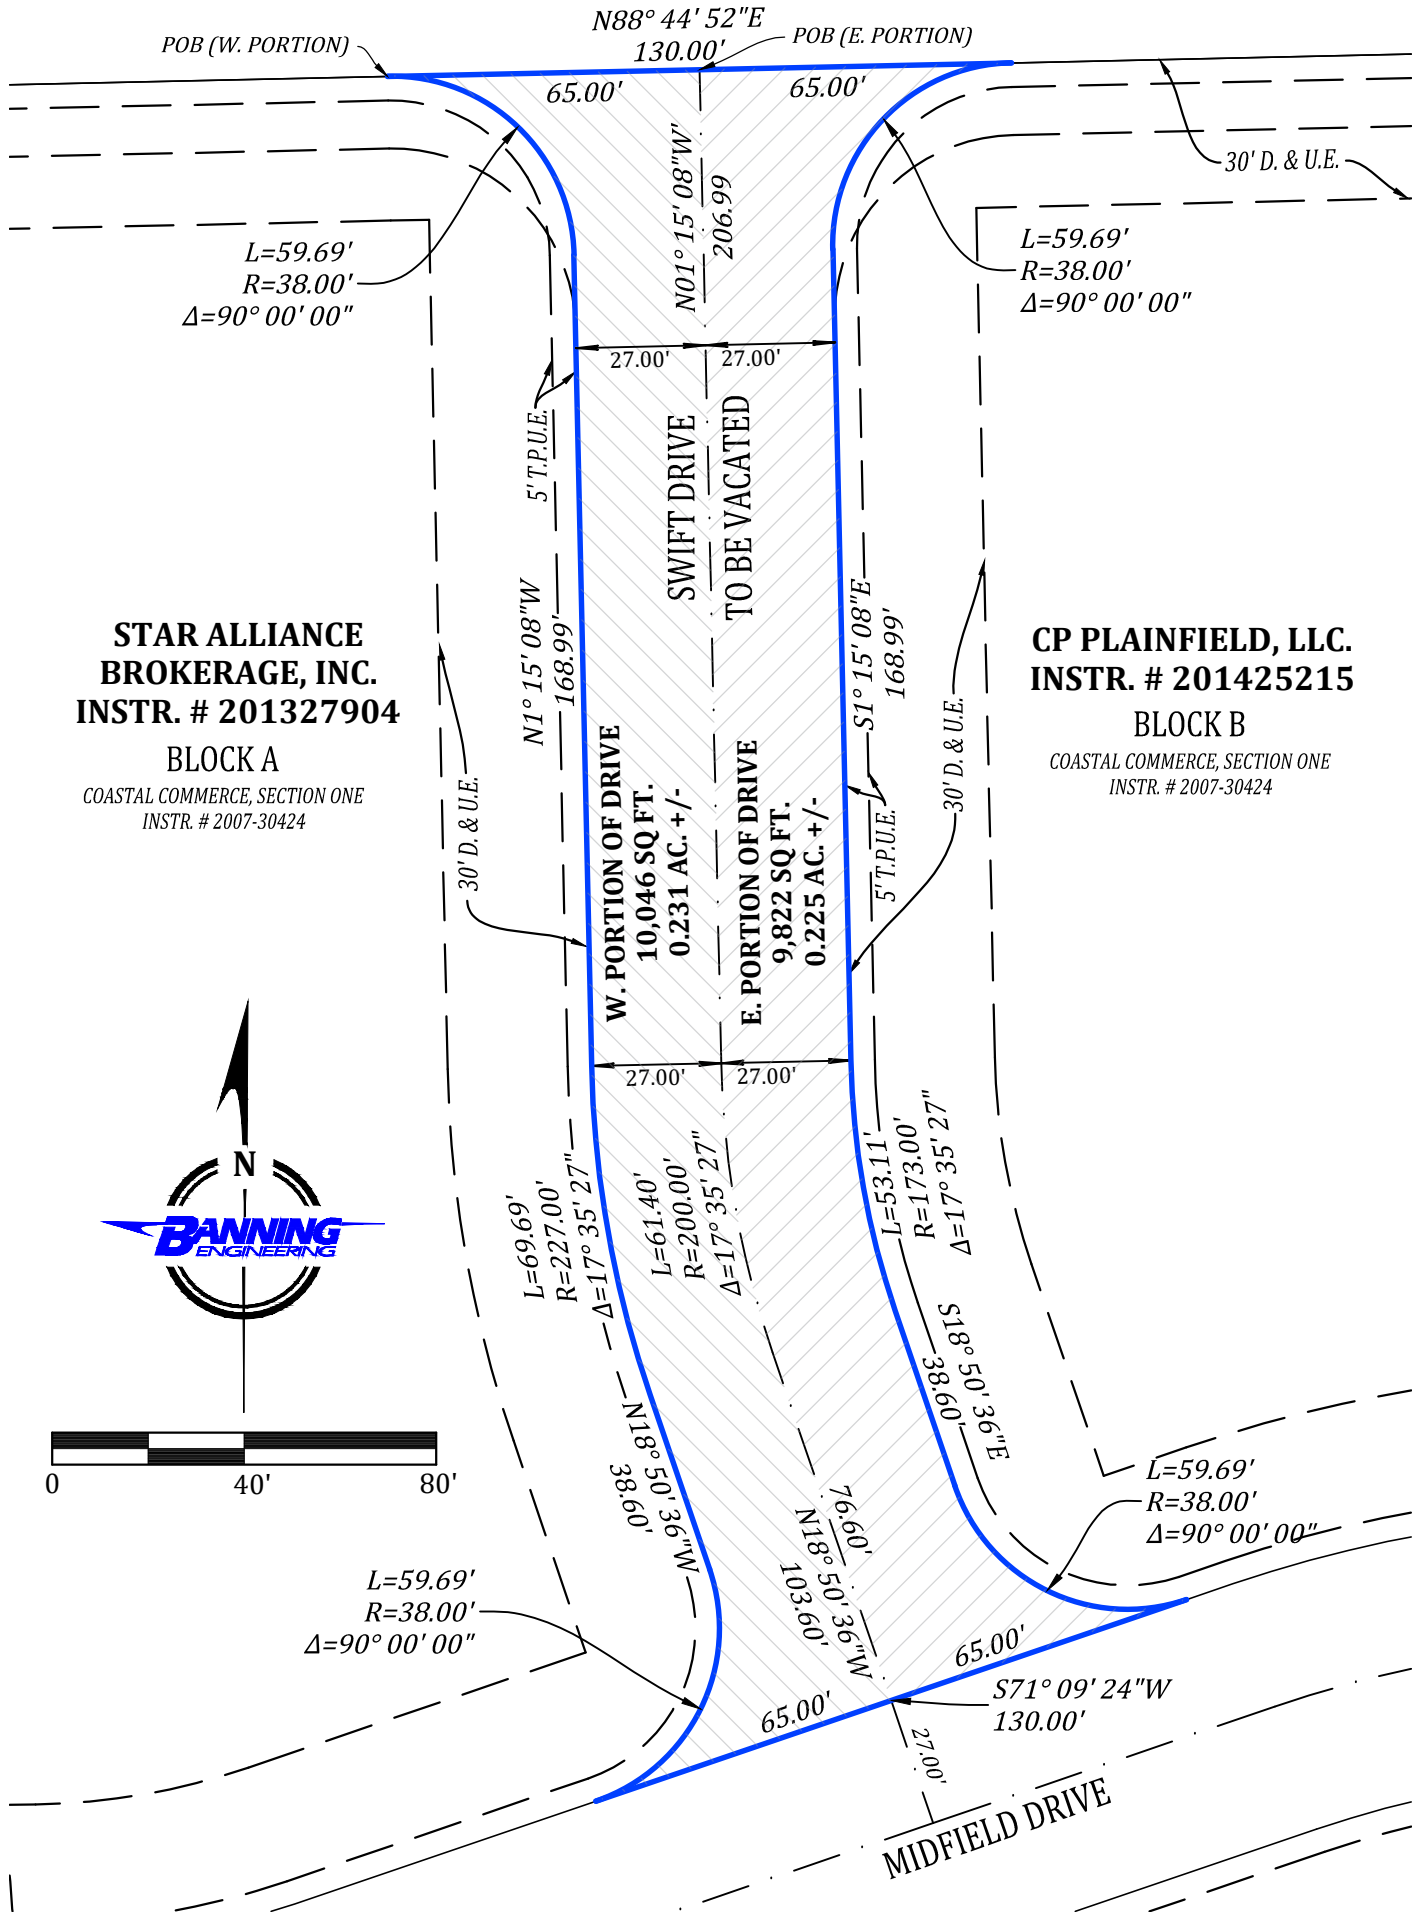 N88° 44' 52"E
130.00'
POB (W. PORTION)
POB (E. PORTION)
65.00'
65.00'
N01° 15' 08"W
206.99
30' D. & U.E.
L=59.69'
R=38.00'
Δ=90° 00' 00"
L=59.69'
R=38.00'
Δ=90° 00' 00"
27.00'
27.00'
5' T.P.U.E.
SWIFT DRIVE
TO BE VACATED
N1° 15' 08"W
168.99'
S1° 15' 08"E
168.99'
STAR ALLIANCE
BROKERAGE, INC.
INSTR. # 201327904
BLOCK A
COASTAL COMMERCE, SECTION ONE
INSTR. # 2007-30424
CP PLAINFIELD, LLC.
INSTR. # 201425215
BLOCK B
COASTAL COMMERCE, SECTION ONE
INSTR. # 2007-30424
30' D. & U.E.
W. PORTION OF DRIVE
10,046 SQ FT.
0.231 AC. +/-
E. PORTION OF DRIVE
9,822 SQ FT.
0.225 AC. +/-
5' T.P.U.E.
30' D. & U.E.
27.00'
27.00'
N
BANNING
ENGINEERING
L=69.69'
R=227.00'
Δ=17° 35' 27"
L=61.40'
R=200.00'
Δ=17° 35' 27"
L=53.11'
R=173.00'
Δ=17° 35' 27"
S18° 50' 36"E
38.60'
N18° 50' 36"W
38.60'
0
40'
80'
76.60'
N18° 50' 36"W
103.60'
L=59.69'
R=38.00'
Δ=90° 00' 00"
L=59.69'
R=38.00'
Δ=90° 00' 00"
65.00'
65.00'
S71° 09' 24"W
130.00'
27.00'
MIDFIELD DRIVE